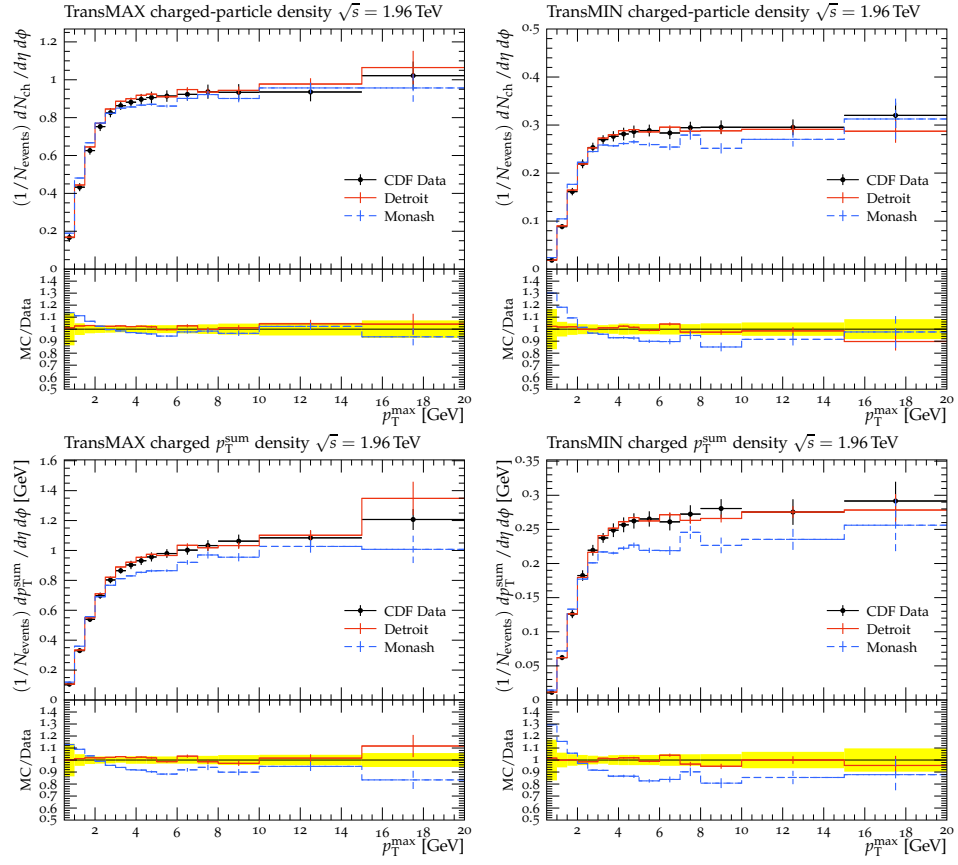 TransMAX charged-particle density √s = 1.96 TeV
(1/N_events) dN_ch/dη dϕ
1.2
1
0.8
0.6
0.4
0.2
0
CDF Data
Detroit
Monash
MC/Data
1.4
1.3
1.2
1.1
1
0.9
0.8
0.7
0.6
0.5
2 4 6 8 10 12 14 16 18 20
p_T^max [GeV]
TransMIN charged-particle density √s = 1.96 TeV
(1/N_events) dN_ch/dη dϕ
0.5
0.4
0.3
0.2
0.1
0
CDF Data
Detroit
Monash
MC/Data
1.4
1.3
1.2
1.1
1
0.9
0.8
0.7
0.6
0.5
2 4 6 8 10 12 14 16 18 20
p_T^max [GeV]
TransMAX charged p_T^sum density √s = 1.96 TeV
(1/N_events) dp_T^sum/dη dϕ [GeV]
1.6
1.4
1.2
1
0.8
0.6
0.4
0.2
0
CDF Data
Detroit
Monash
MC/Data
1.4
1.3
1.2
1.1
1
0.9
0.8
0.7
0.6
0.5
2 4 6 8 10 12 14 16 18 20
p_T^max [GeV]
TransMIN charged p_T^sum density √s = 1.96 TeV
(1/N_events) dp_T^sum/dη dϕ [GeV]
0.35
0.3
0.25
0.2
0.15
0.1
0.05
0
CDF Data
Detroit
Monash
MC/Data
1.4
1.3
1.2
1.1
1
0.9
0.8
0.7
0.6
0.5
2 4 6 8 10 12 14 16 18 20
p_T^max [GeV]